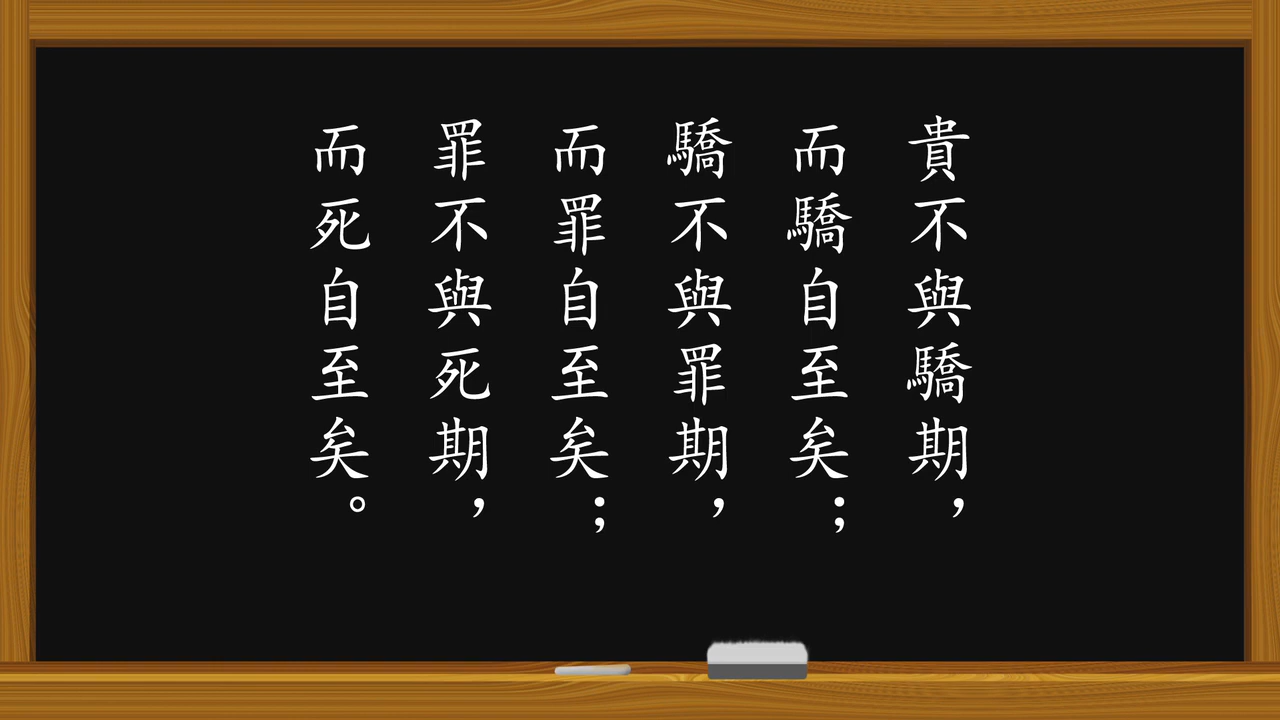 貴不與驕期，
而驕自至矣；
驕不與罪期，
而罪自至矣；
罪不與死期，
而死自至矣。